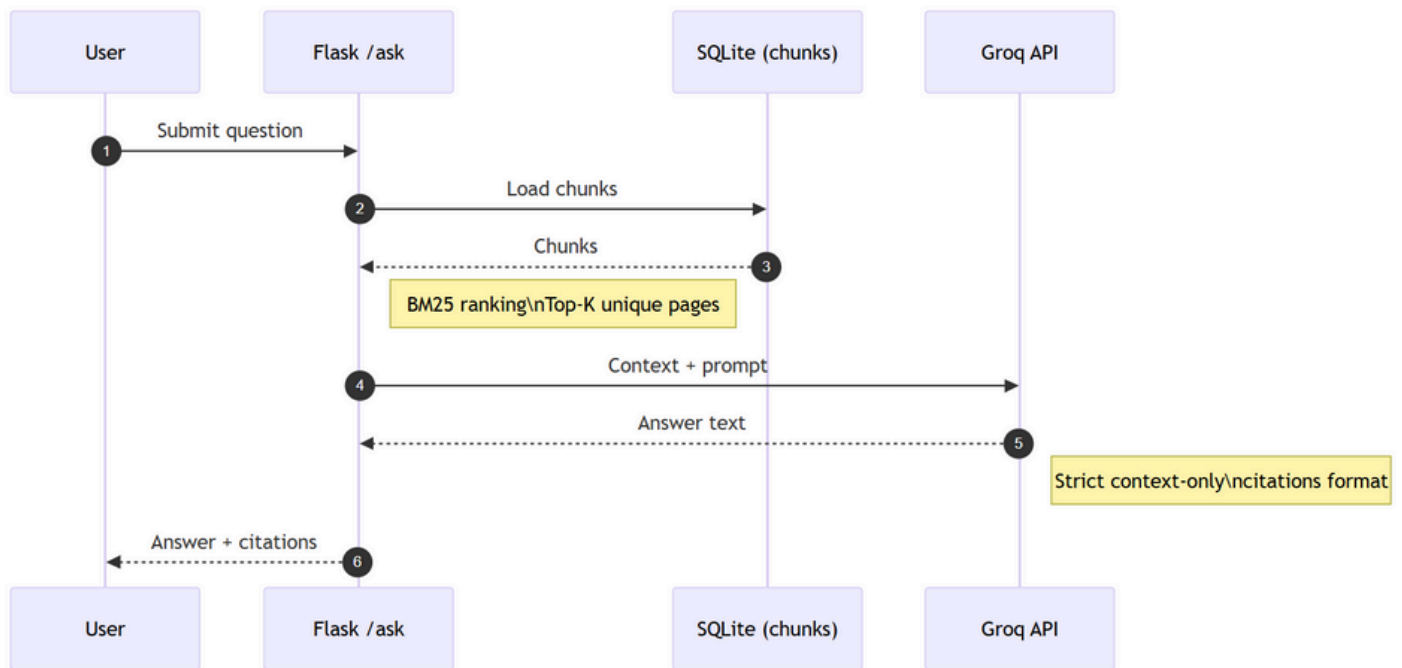 User
Flask /ask
SQLite (chunks)
Groq API
Submit question
1
Load chunks
2
Chunks
3
BM25 ranking\nTop-K unique pages
Context + prompt
4
Answer text
5
Strict context-only\ncitations format
Answer + citations
6
User
Flask /ask
SQLite (chunks)
Groq API